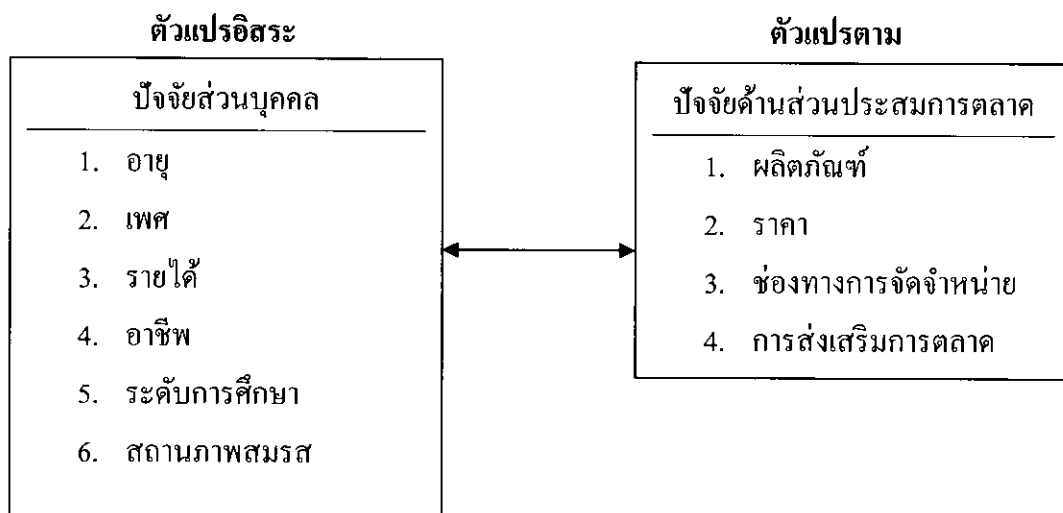 ตัวแปรอิสระ
ปัจจัยส่วนบุคคล
1. อายุ
2. เพศ
3. รายได้
4. อาชีพ
5. ระดับการศึกษา
6. สถานภาพสมรส
ตัวแปรตาม
ปัจจัยด้านส่วนประสมการตลาด
1. ผลิตภัณฑ์
2. ราคา
3. ช่องทางการจัดจำหน่าย
4. การส่งเสริมการตลาด